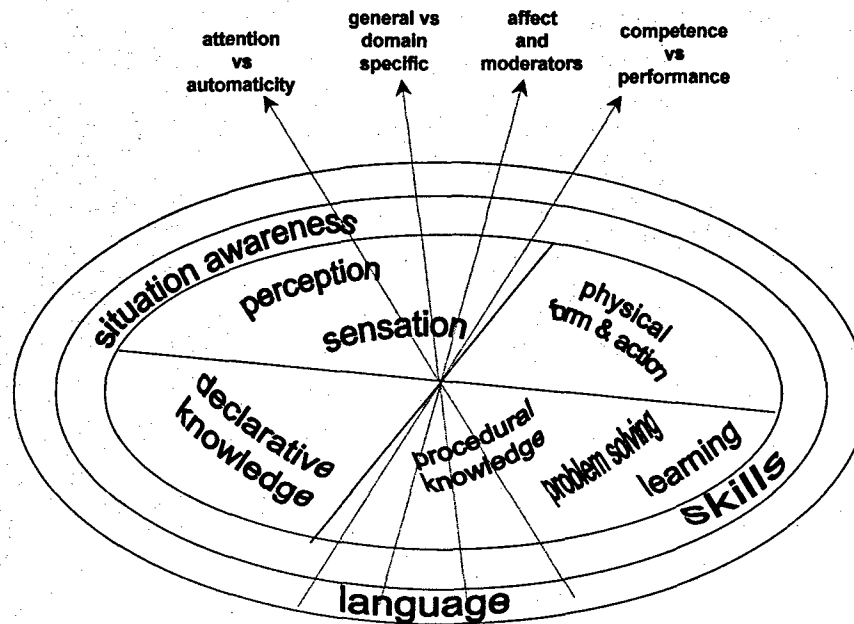 attention
vs
automaticity
general vs
domain
specific
affect
and
moderators
competence
vs
performance
situation awareness
perception
sensation
physical
form & action
declarative
knowledge
procedural
knowledge
problem solving
learning
skills
language